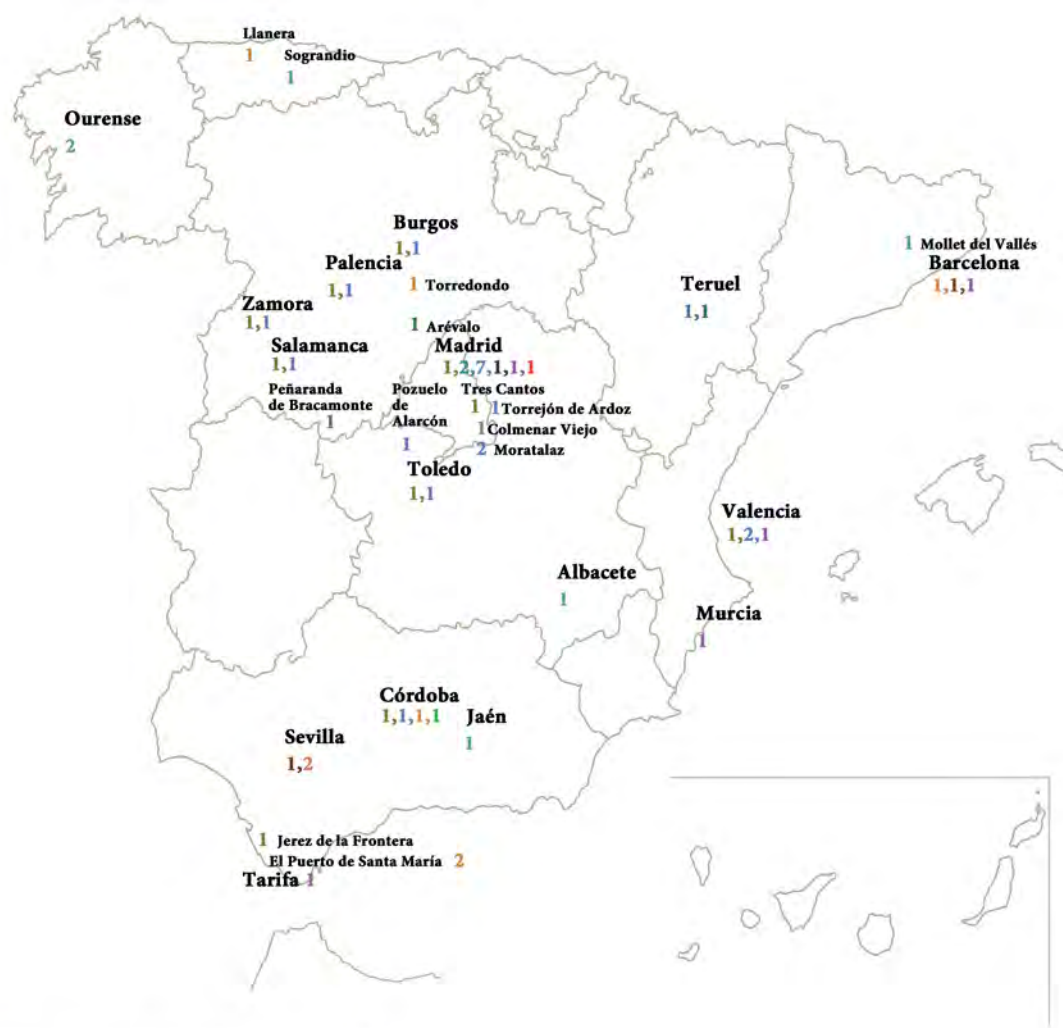 Llanera
1
Sograndio
1
Ourense
2
Burgos
1,1
Palencia
1,1
1 Torredondo
Zamora
1,1
1 Arévalo
Salamanca
1,1
Madrid
1,2,7,1,1,1
Peñaranda
de Bracamonte
1
Pozuelo
de
Alarcón
1
Tres Cantos
1
1 Torrejón de Ardoz
1 Colmenar Viejo
2 Moratalaz
Toledo
1,1
Teruel
1,1
1 Mollet del Vallés
Barcelona
1,1,1
Valencia
1,2,1
Albacete
1
Murcia
1
Córdoba
1,1,1,1
Jaén
1
Sevilla
1,2
1 Jerez de la Frontera
El Puerto de Santa María 2
Tarifa 1